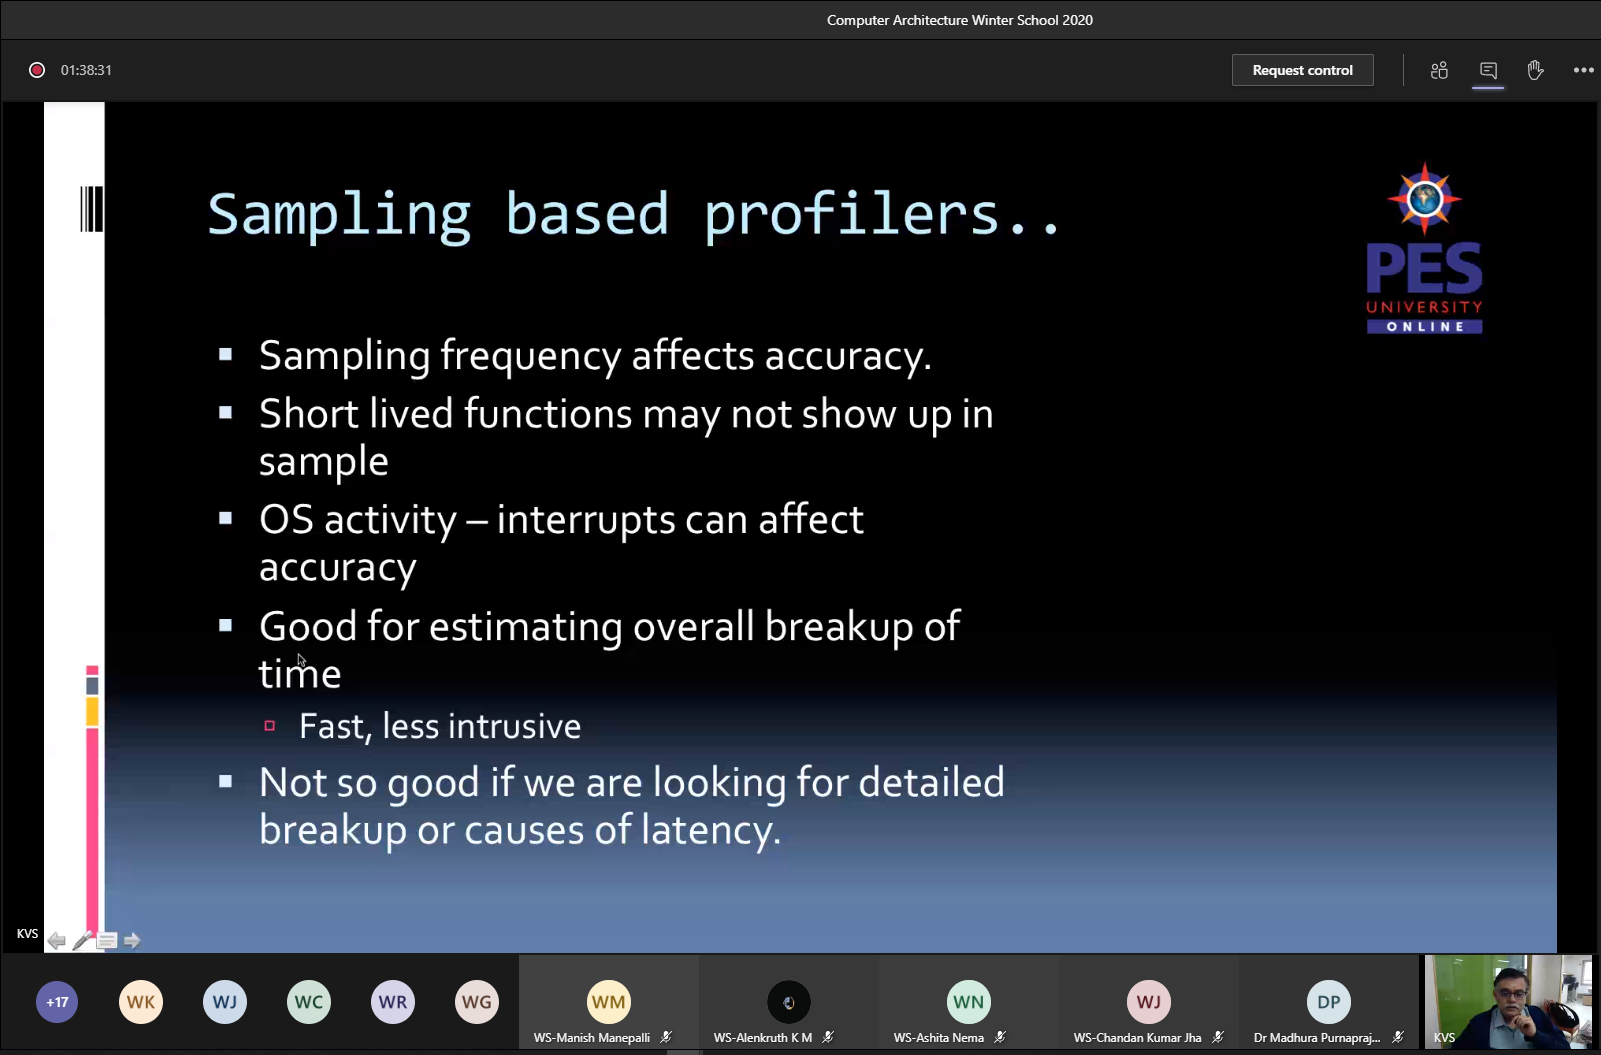 Computer Architecture Winter School 2020
01:38:31
Request control
Sampling based profilers..
PES
UNIVERSITY
ONLINE
Sampling frequency affects accuracy.
Short lived functions may not show up in
sample
OS activity – interrupts can affect
accuracy
Good for estimating overall breakup of
time
Fast, less intrusive
Not so good if we are looking for detailed
breakup or causes of latency.
KVS
+17
WK
WJ
WC
WR
WG
WM
WS-Manish Manepalli
WS-Alenkruth K M
WN
WS-Ashita Nema
WJ
WS-Chandan Kumar Jha
DP
Dr Madhura Purnapraj...
KVS